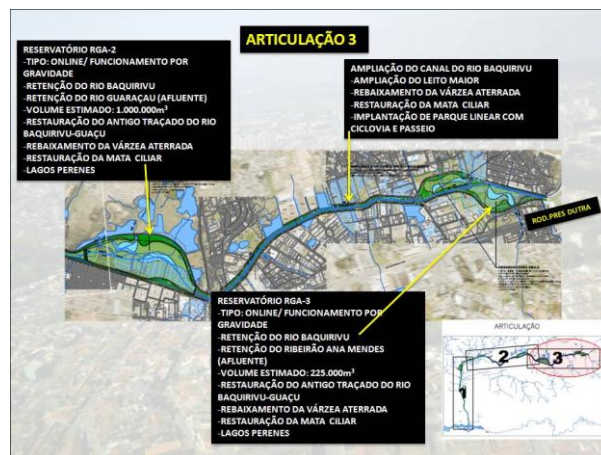 ARTICULAÇÃO 3
RESERVATÓRIO RGA-2
-TIPO: ONLINE/ FUNCIONAMENTO POR
GRAVIDADE
-RETENÇÃO DO RIO BAQUIRIVU
-RETENÇÃO DO RIO GUARAÇAU (AFLUENTE)
-VOLUME ESTIMADO: 1.000.000m³
-RESTAURAÇÃO DO ANTIGO TRAÇADO DO RIO
BAQUIRIVU-GUAÇU
-REBAIXAMENTO DA VÁRZEA ATERRADA
-RESTAURAÇÃO DA MATA CILIAR
-LAGOS PERENES
AMPLIAÇÃO DO CANAL DO RIO BAQUIRIVU
-AMPLIAÇÃO DO LEITO MAIOR
-REBAIXAMENTO DA VÁRZEA ATERRADA
-RESTAURAÇÃO DA MATA CILIAR
-IMPLANTAÇÃO DE PARQUE LINEAR COM
CICLOVIA E PASSEIO
ROD.PRES DUTRA
RESERVATÓRIO RGA-3
-TIPO: ONLINE/ FUNCIONAMENTO POR
GRAVIDADE
-RETENÇÃO DO RIO BAQUIRIVU
-RETENÇÃO DO RIBEIRÃO ANA MENDES
(AFLUENTE)
-VOLUME ESTIMADO: 225.000m³
-RESTAURAÇÃO DO ANTIGO TRAÇADO DO RIO
BAQUIRIVU-GUAÇU
-REBAIXAMENTO DA VÁRZEA ATERRADA
-RESTAURAÇÃO DA MATA CILIAR
-LAGOS PERENES
ARTICULAÇÃO
2
3
1